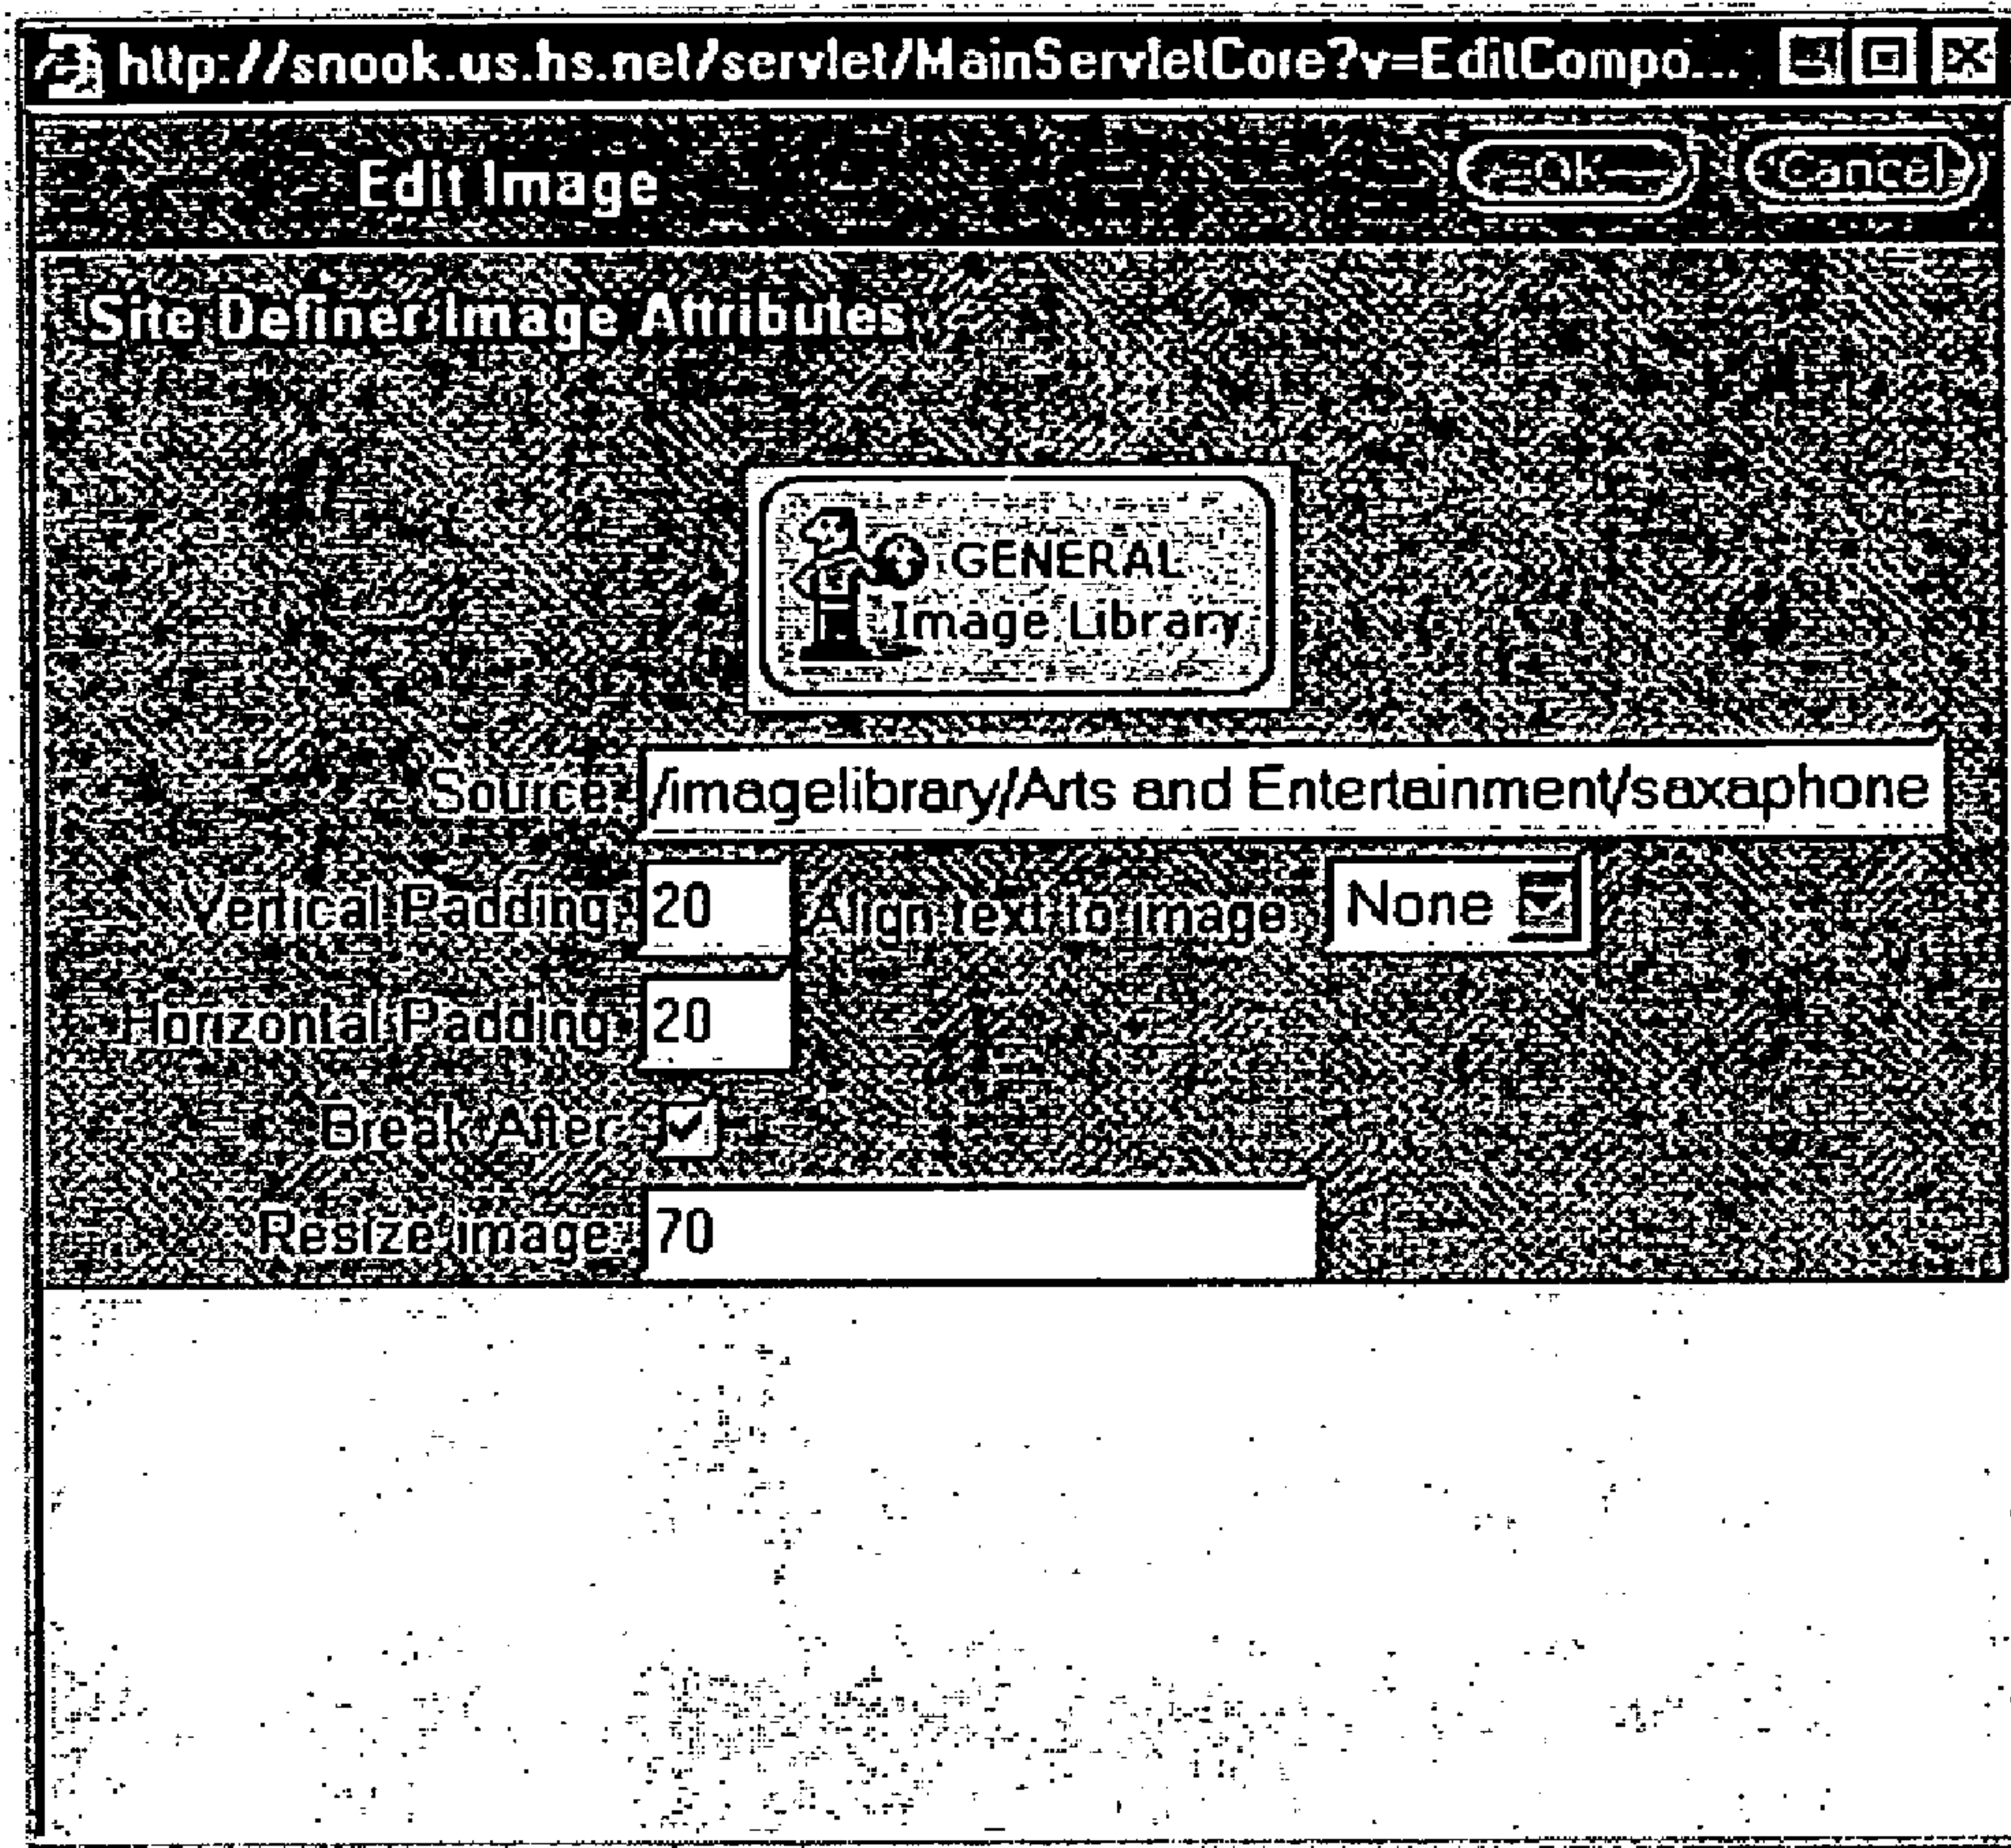 http://snook.us.hs.net/servlet/MainServletCore?v=EditCompo...
Edit Image Ok Cancel
Site Definer Image Attributes
GENERAL
Image Library
Source: /imagelibrary/Arts and Entertainment/saxaphone
Vertical Padding: 20 Align text to image: None
Horizontal Padding: 20
Break After:
Resize image: 70